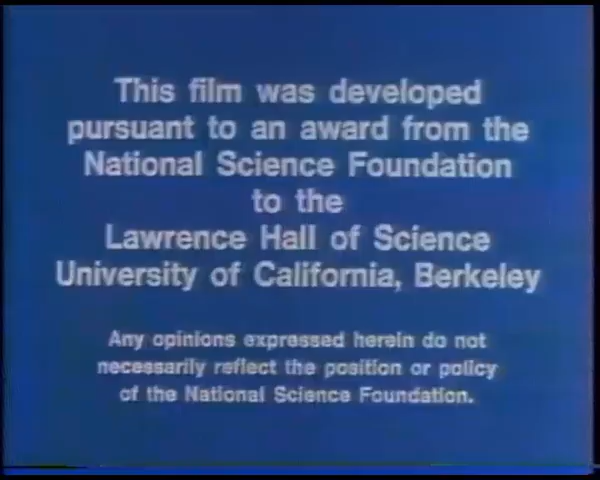 This film was developed
pursuant to an award from the
National Science Foundation
to the
Lawrence Hall of Science
University of California, Berkeley
Any opinions expressed herein do not
necessarily reflect the position or policy
of the National Science Foundation.